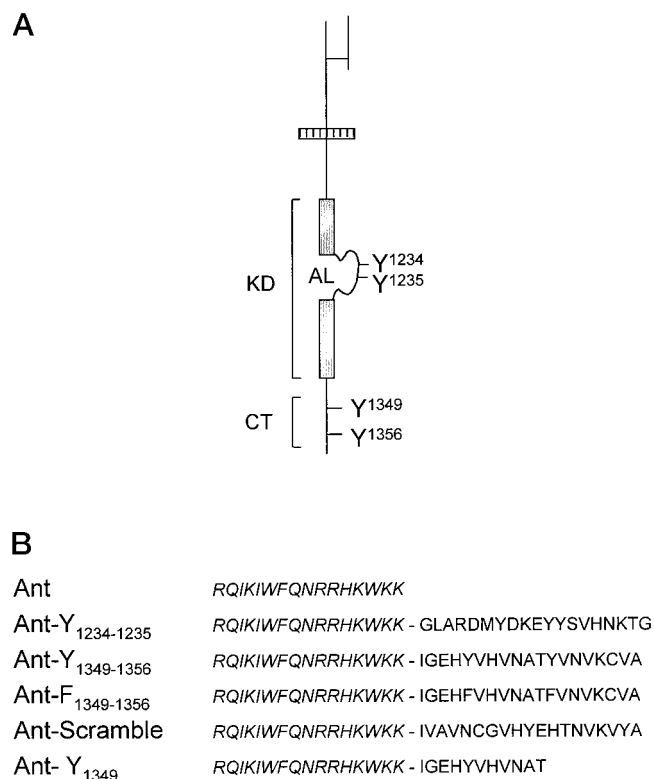 A
Y1234
AL
Y1235
KD
Y1349
CT
Y1356
B
Ant RQIKIWFQNRRHKWKK
Ant-Y1234-1235 RQIKIWFQNRRHKWKK - GLARDMYDKEYYSVHNKTG
Ant-Y1349-1356 RQIKIWFQNRRHKWKK - IGEHYVHVNATYVNVKCVA
Ant-F1349-1356 RQIKIWFQNRRHKWKK - IGEHFVHVNATFVNVKCVA
Ant-Scramble RQIKIWFQNRRHKWKK - IVAVNCGVHYEHTNVKVYA
Ant- Y1349 RQIKIWFQNRRHKWKK - IGEHYVHVNAT